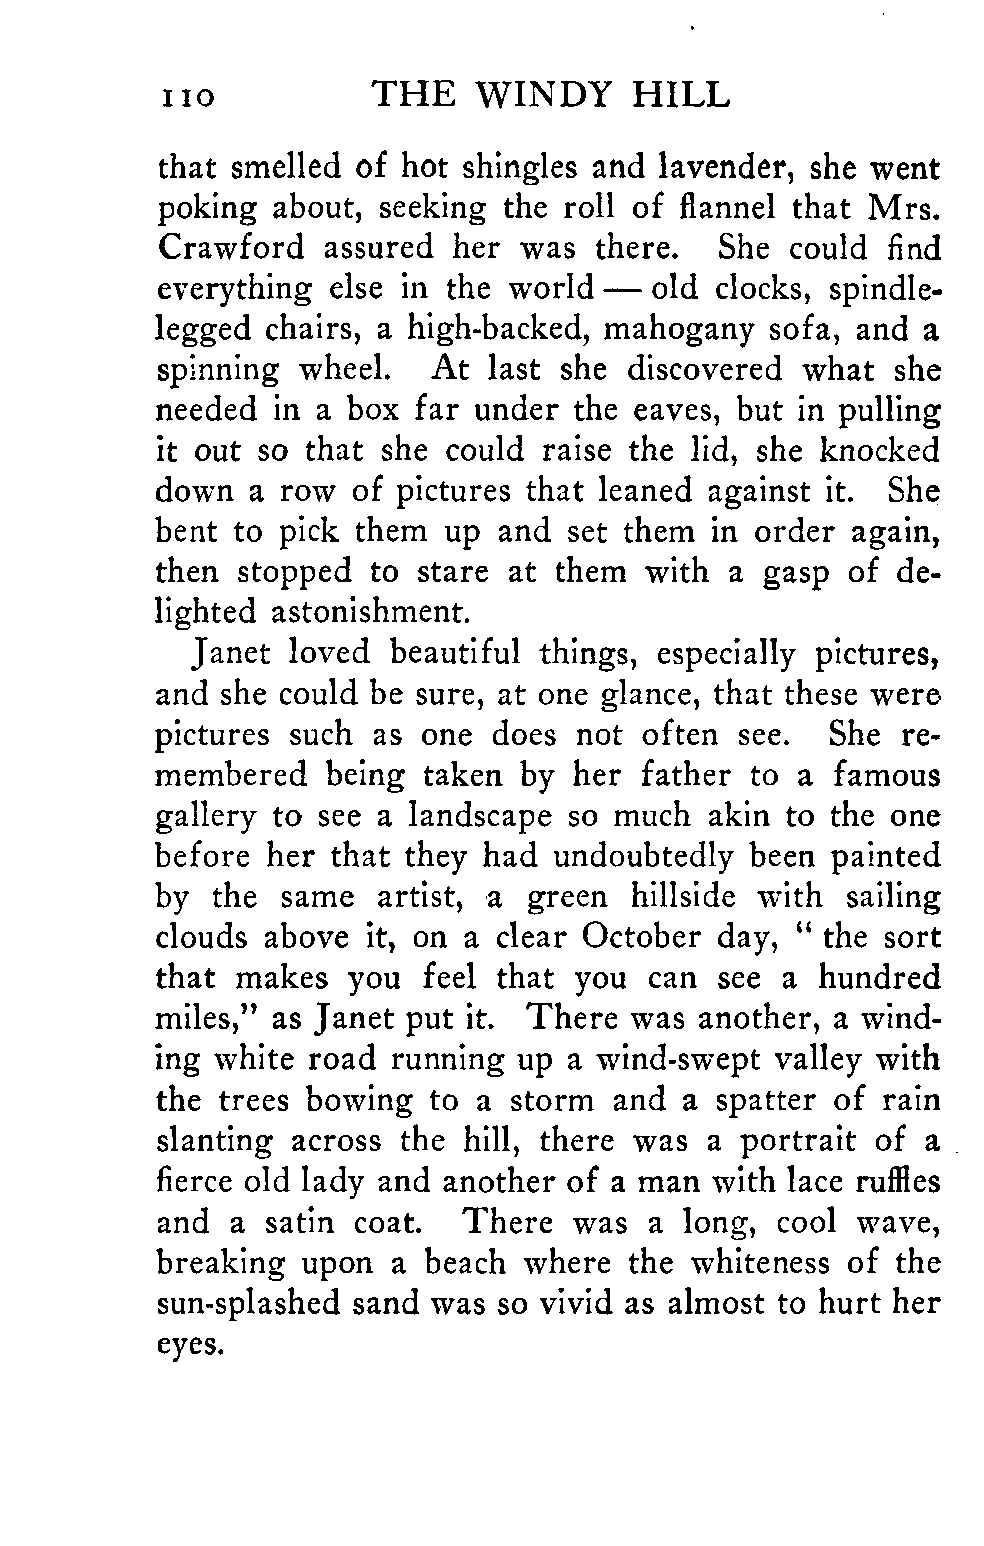 110 THE WINDY HILL
that smelled of hot shingles and lavender, she went
poking about, seeking the roll of flannel that Mrs.
Crawford assured her was there. She could find
everything else in the world — old clocks, spindle-
legged chairs, a high-backed, mahogany sofa, and a
spinning wheel. At last she discovered what she
needed in a box far under the eaves, but in pulling
it out so that she could raise the lid, she knocked
down a row of pictures that leaned against it. She
bent to pick them up and set them in order again,
then stopped to stare at them with a gasp of de-
lighted astonishment.
Janet loved beautiful things, especially pictures,
and she could be sure, at one glance, that these were
pictures such as one does not often see. She re-
membered being taken by her father to a famous
gallery to see a landscape so much akin to the one
before her that they had undoubtedly been painted
by the same artist, a green hillside with sailing
clouds above it, on a clear October day, “ the sort
that makes you feel that you can see a hundred
miles,” as Janet put it. There was another, a wind-
ing white road running up a wind-swept valley with
the trees bowing to a storm and a spatter of rain
slanting across the hill, there was a portrait of a
fierce old lady and another of a man with lace ruffles
and a satin coat. There was a long, cool wave,
breaking upon a beach where the whiteness of the
sun-splashed sand was so vivid as almost to hurt her
eyes.